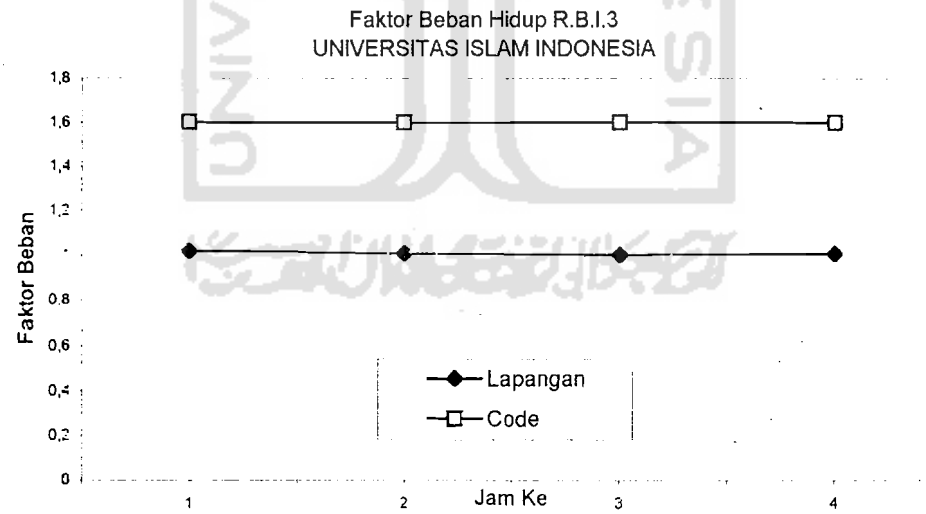 Faktor Beban Hidup R.B.I.3
UNIVERSITAS ISLAM INDONESIA
Faktor Beban
1,8
1,6
1,4
1,2
0,8
0,6
0,4
0,2
0
Lapangan
Code
1
2
3
4
Jam Ke